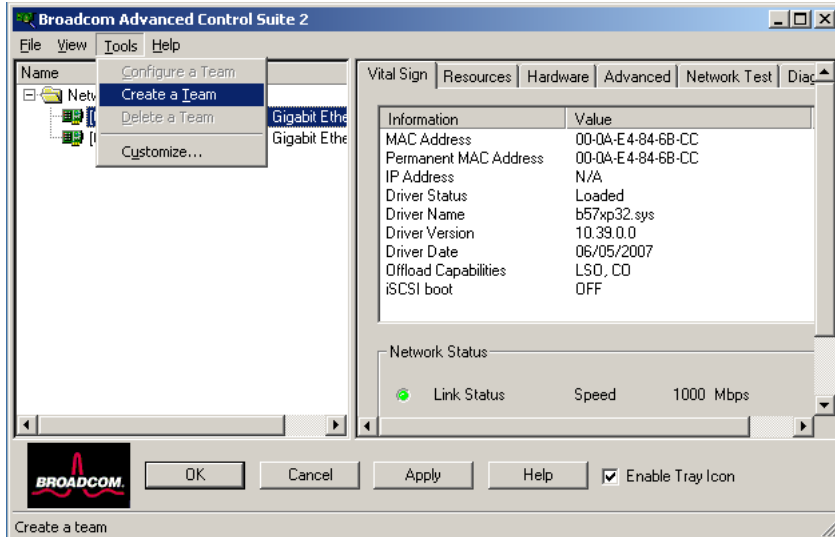 Broadcom Advanced Control Suite 2
File View Tools Help
Name
Configure a Team
Create a Team
Delete a Team
Customize...
Gigabit Ethe
Gigabit Ethe
Vital Sign Resources Hardware Advanced Network Test
Information Value
MAC Address 00-0A-E4-84-6B-CC
Permanent MAC Address 00-0A-E4-84-6B-CC
IP Address N/A
Driver Status Loaded
Driver Name b57xp32.sys
Driver Version 10.39.0.0
Driver Date 06/05/2007
Offload Capabilities LSO, CO
iSCSI boot OFF
Network Status
Link Status Speed 1000 Mbps
BROADCOM.
OK Cancel Apply Help Enable Tray Icon
Create a team